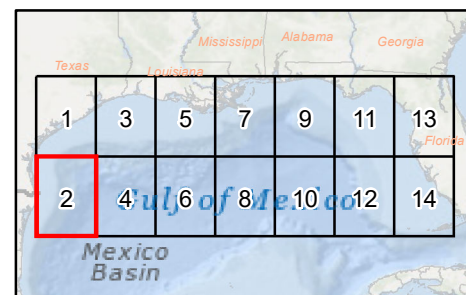 Mississippi Alabama Georgia
Texas
Louisiana
1 3 5 7 9 11 13
Florida
2 4 6 8 10 12 14
Gulf of Mexico
Mexico
Basin